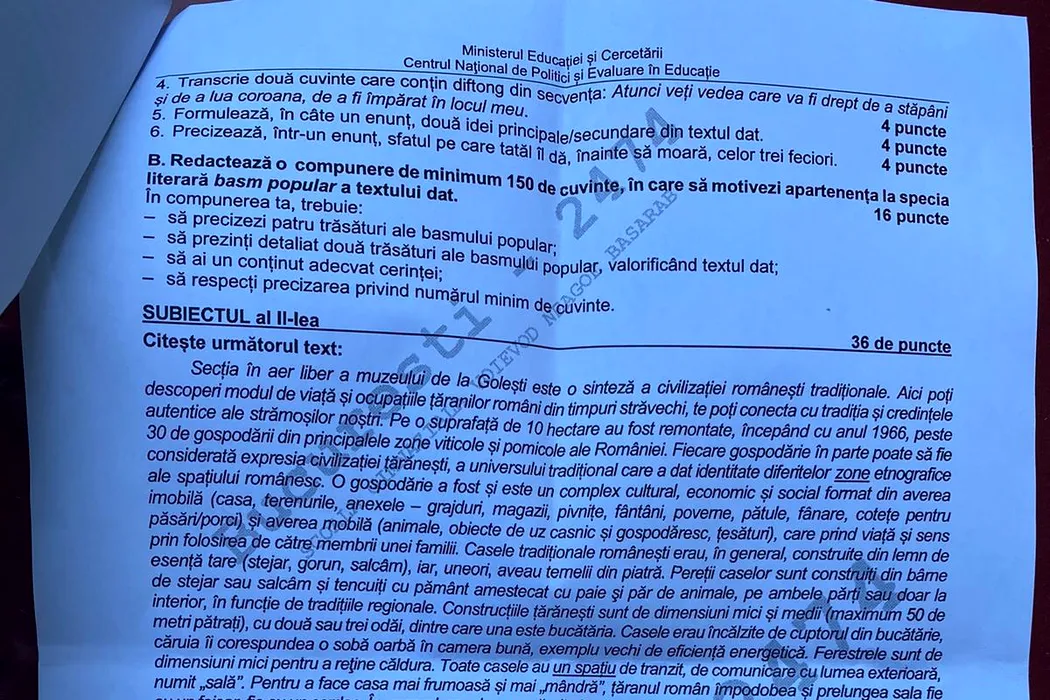 Ministerul Educației și Cercetării
Centrul Național de Politici și Evaluare în Educație
4. Transcrie două cuvinte care conțin diftong din secvența: Atunci veți vedea care va fi drept de a stăpâni
și de a lua coroana, de a fi împărat în locul meu.
4 puncte
5. Formulează, în câte un enunț, două idei principale/secundare din textul dat.
4 puncte
6. Precizează, într-un enunț, sfatul pe care tatăl îl dă, înainte să moară, celor trei feciori.
4 puncte
B. Redactează o compunere de minimum 150 de cuvinte, în care să motivezi apartenența la specia
literară basm popular a textului dat.
16 puncte
În compunerea ta, trebuie:
– să precizezi patru trăsături ale basmului popular;
– să prezinți detaliat două trăsături ale basmului popular, valorificând textul dat;
– să ai un conținut adecvat cerinței;
– să respecți precizarea privind numărul minim de cuvinte.
SUBIECTUL al II-lea
36 de puncte
Citește următorul text:
Secția în aer liber a muzeului de la Golești este o sinteză a civilizației românești tradiționale. Aici poți
descoperi modul de viață și ocupațiile țăranilor români din timpuri străvechi, te poți conecta cu tradiția și credințele
autentice ale strămoșilor noștri. Pe o suprafață de 10 hectare au fost remontate, începând cu anul 1966, peste
30 de gospodării din principalele zone viticole și pomicole ale României. Fiecare gospodărie în parte poate să fie
considerată expresia civilizației țărănești, a universului tradițional care a dat identitate diferitelor zone etnografice
ale spațiului românesc. O gospodărie a fost și este un complex cultural, economic și social format din averea
imobilă (casa, terenurile, anexele – grajduri, magazii, pivnițe, fântâni, poverne, pătule, fânare, cotețe pentru
păsări/porci) și averea mobilă (animale, obiecte de uz casnic și gospodăresc, țesături), care prind viață și sens
prin folosirea de către membrii unei familii. Casele tradiționale românești erau, în general, construite din lemn de
esență tare (stejar, gorun, salcâm), iar, uneori, aveau temelii din piatră. Pereții caselor sunt construiți din bârne
de stejar sau salcâm și tencuiți cu pământ amestecat cu paie și păr de animale, pe ambele părți sau doar la
interior, în funcție de tradițiile regionale. Construcțiile țărănești sunt de dimensiuni mici și medii (maximum 50 de
metri pătrați), cu două sau trei odăi, dintre care una este bucătăria. Casele erau încălzite de cuptorul din bucătărie,
căruia îi corespundea o sobă oarbă în camera bună, exemplu vechi de eficiență energetică. Ferestrele sunt de
dimensiuni mici pentru a reține căldura. Toate casele au un spațiu de tranzit, de comunicare cu lumea exterioară,
numit „sală”. Pentru a face casa mai frumoasă și mai „mândră”, țăranul român împodobea și prelungea sala fie
București - 2474
VOIEVOD NEAGOE BASARAB
2474